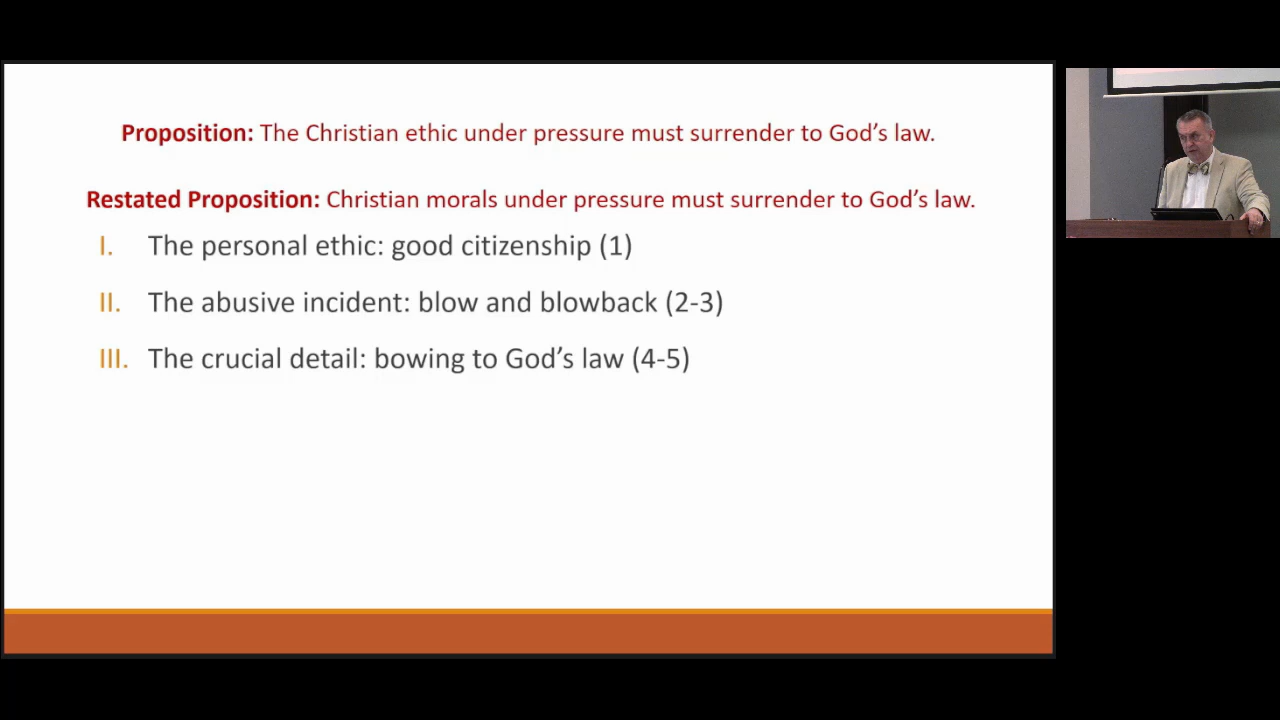 Proposition: The Christian ethic under pressure must surrender to God’s law.
Restated Proposition: Christian morals under pressure must surrender to God’s law.
I. The personal ethic: good citizenship (1)
II. The abusive incident: blow and blowback (2-3)
III. The crucial detail: bowing to God’s law (4-5)